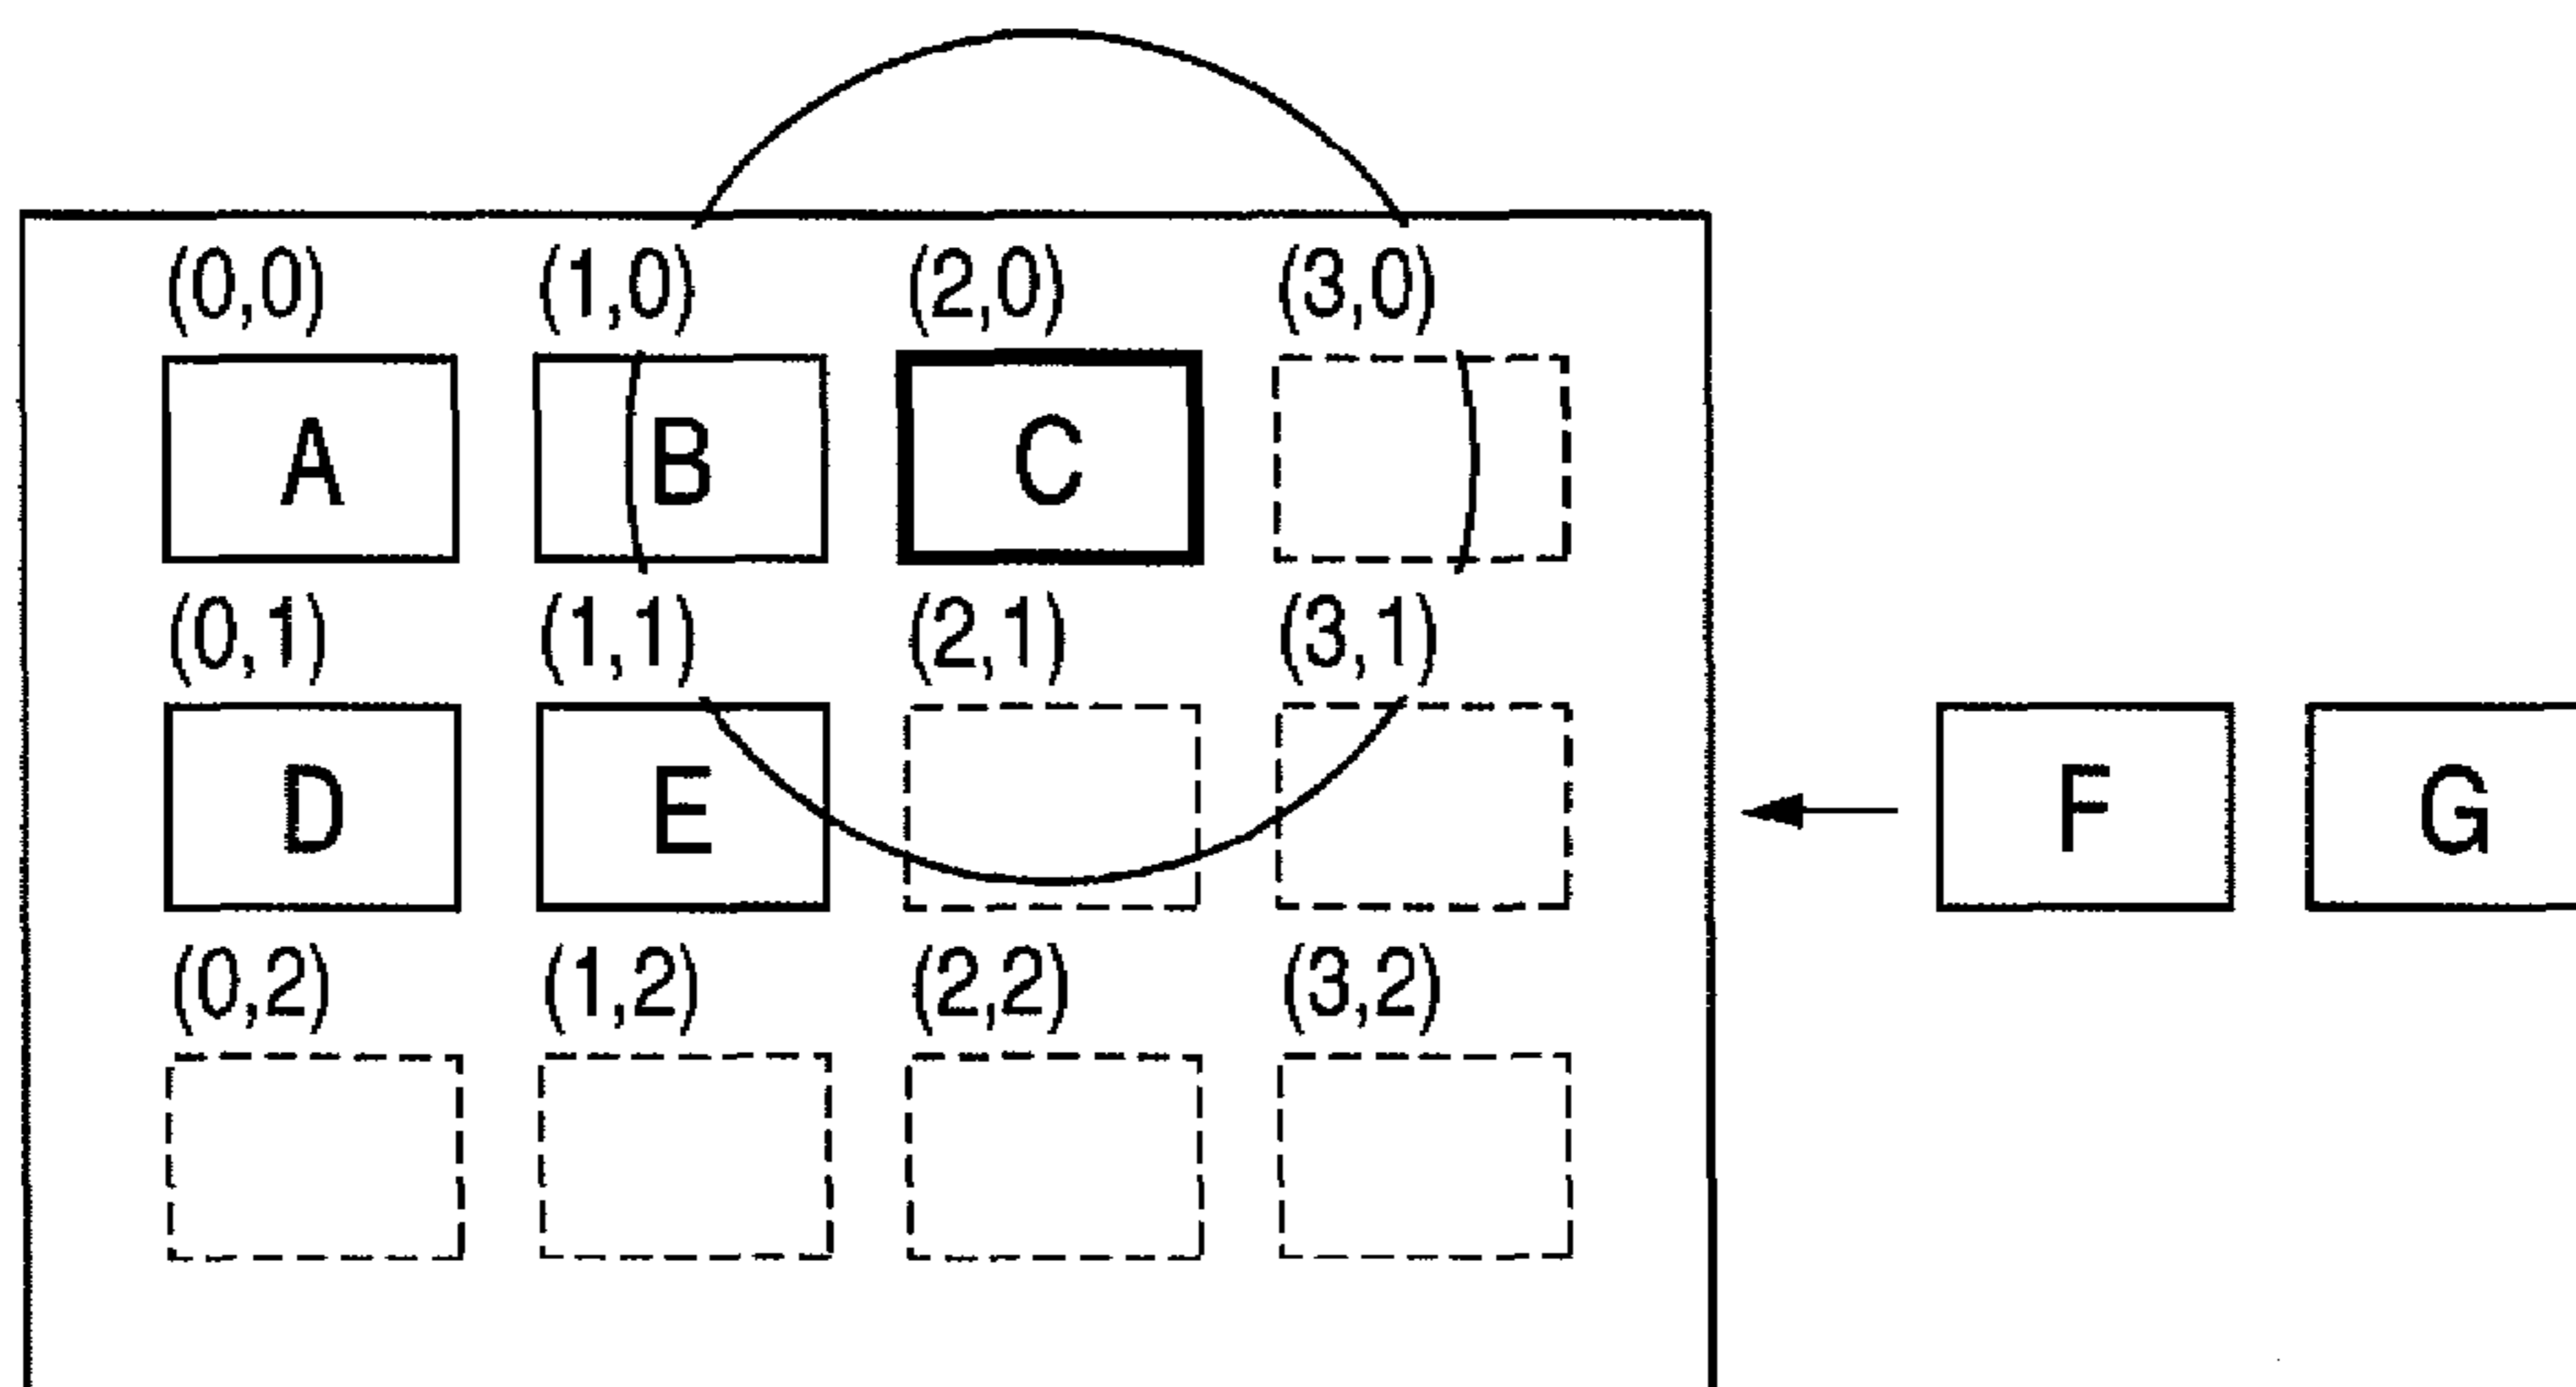 (0,0) (1,0) (2,0) (3,0)
A B C
(0,1) (1,1) (2,1) (3,1)
D E F G
(0,2) (1,2) (2,2) (3,2)